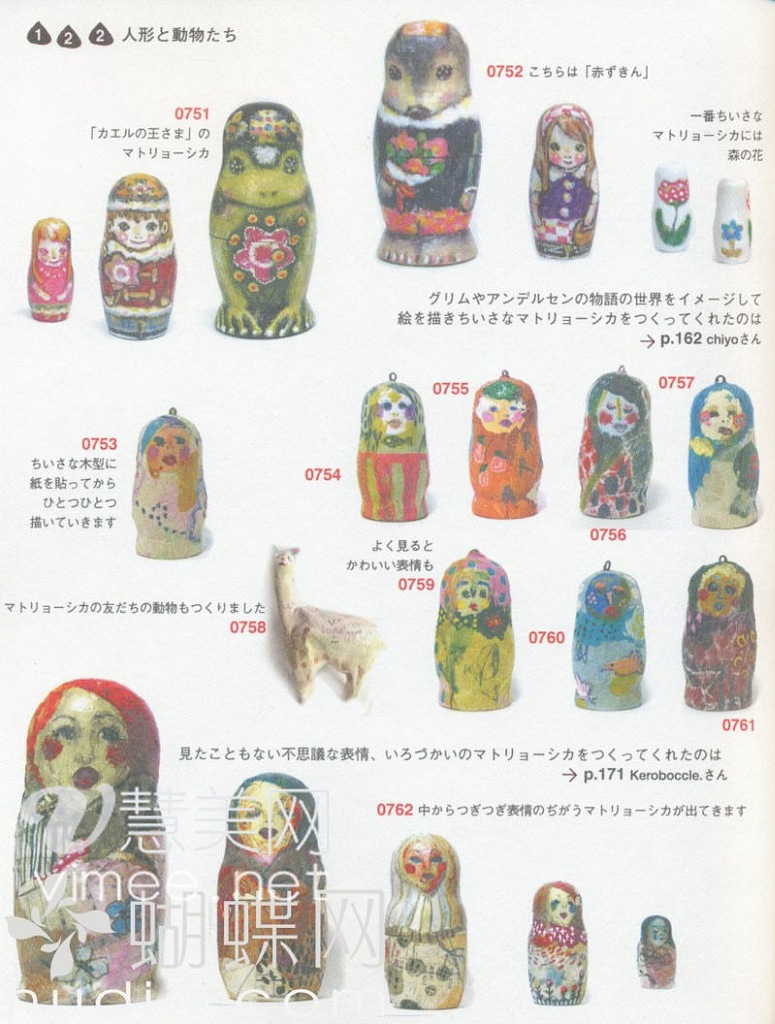 1 2 2 人形と動物たち
0751
「カエルの王さま」の
マトリョーシカ
0752 こちらは「赤ずきん」
一番ちいさな
マトリョーシカには
森の花
グリムやアンデルセンの物語の世界をイメージして
絵を描きちいさなマトリョーシカをつくってくれたのは
→ p.162 chiyoさん
0753
ちいさな木型に
紙を貼ってから
ひとつひとつ
描いていきます
0754
0755
0756
0757
よく見ると
かわいい表情も
0759
マトリョーシカの友だちの動物もつくりました
0758
0760
0761
見たこともない不思議な表情、いろづかいのマトリョーシカをつくってくれたのは
→ p.171 Keroboccle.さん
0762 中からつぎつぎ表情のぢがうマトリョーシカが出てきます
慧美网
vimee.net
蝴蝶网